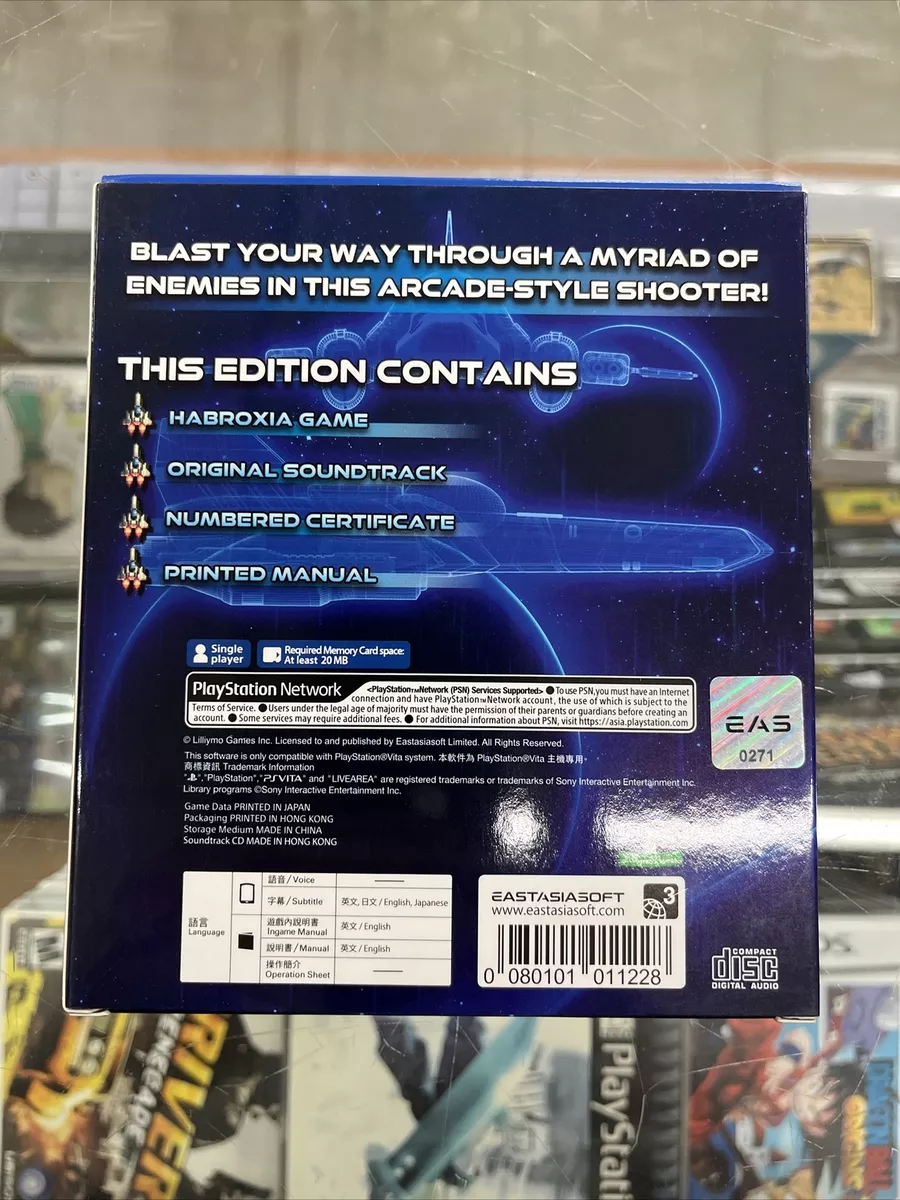 BLAST YOUR WAY THROUGH A MYRIAD OF
ENEMIES IN THIS ARCADE-STYLE SHOOTER!
THIS EDITION CONTAINS
HABROXIA GAME
ORIGINAL SOUNDTRACK
NUMBERED CERTIFICATE
PRINTED MANUAL
Single
player
Required Memory Card space:
At least 20 MB
PlayStation Network
<PlayStation™Network (PSN) Services Supported> ● To use PSN, you must have an Internet
connection and have PlayStation™Network account, the use of which is subject to the
Terms of Service. ●Users under the legal age of majority must have the permission of their parents or guardians before creating an
account. ● Some services may require additional fees. ● For additional information about PSN, visit https://asia.playstation.com
EAS
0271
© Lilliymo Games Inc. Licensed to and published by Eastasiasoft Limited. All Rights Reserved.
This software is only compatible with PlayStation®Vita system. 本軟件為 PlayStation®Vita 主機專用。
商標資訊 Trademark Information
"PS", "PlayStation", "PSVITA" and "LIVEAREA" are registered trademarks or trademarks of Sony Interactive Entertainment Inc.
Library programs ©Sony Interactive Entertainment Inc.
Game Data PRINTED IN JAPAN
Packaging PRINTED IN HONG KONG
Storage Medium MADE IN CHINA
Soundtrack CD MADE IN HONG KONG
語言
Language
語音 / Voice
字幕 / Subtitle
英文, 日文 / English, Japanese
遊戲內說明書
Ingame Manual
英文 / English
說明書 / Manual
英文 / English
操作簡介
Operation Sheet
EASTASIASOFT
www.eastasiasoft.com
3
0 080101 011228
COMPACT
disc
DIGITAL AUDIO
DRIVER
RENEGADE
PlayStati
DRAGON BALL